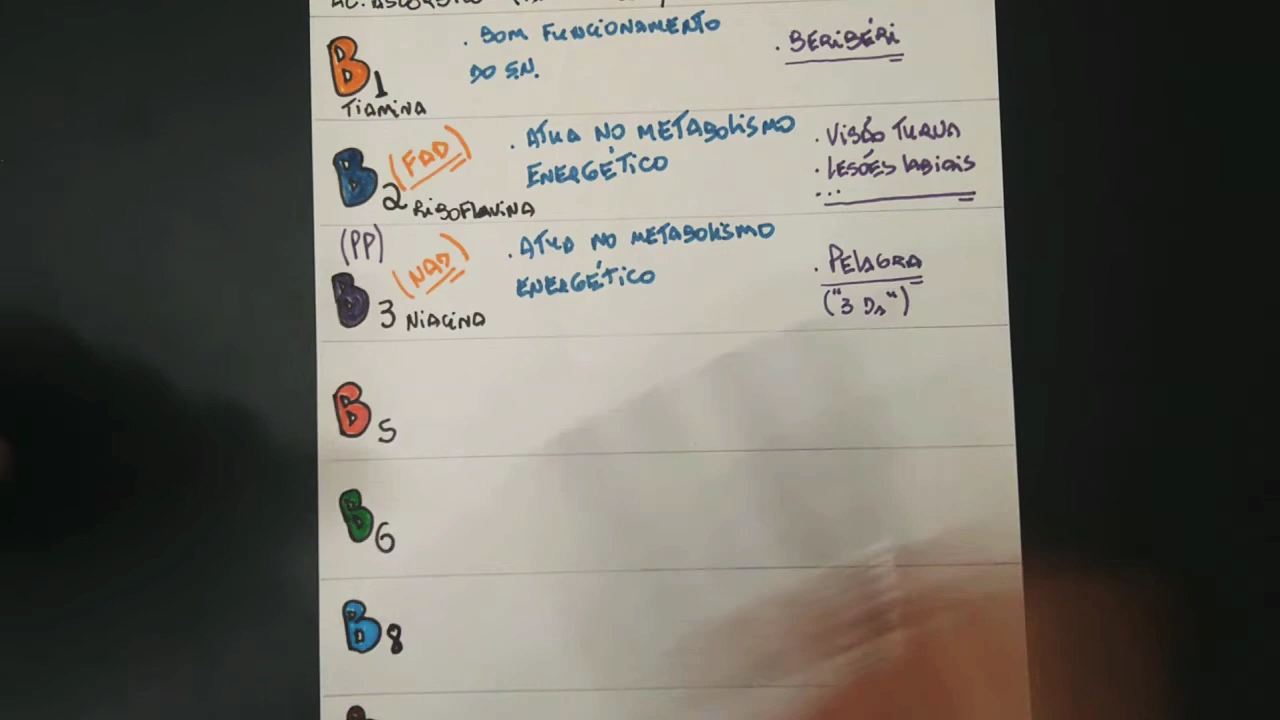 B1
TIAMINA
. BOM FUNCIONAMENTO
DO S.N.
. BERIBÉRI
B2 (FAD)
RIBOFLAVINA
. ATUA NO METABOLISMO
ENERGÉTICO
. VISÃO TURVA
. LESÕES LABIAIS
...
(PP)
B3 (NAD)
NIACINA
. ATUA NO METABOLISMO
ENERGÉTICO
. PELAGRA
("3 Ds")
B5
B6
B8